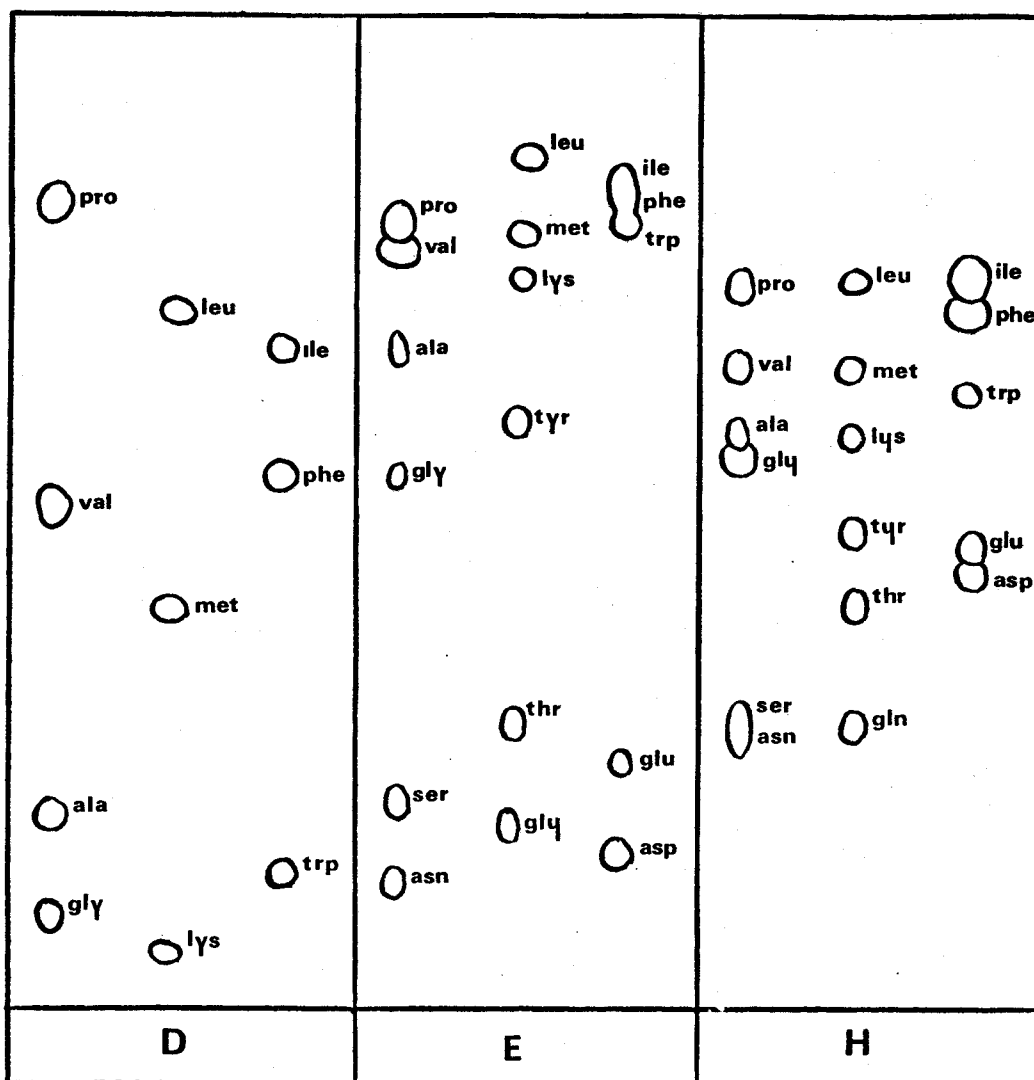 pro
leu
ile
phe
val
met
ala
trp
gly
lys
D
leu
ile
pro
phe
val
met
trp
lys
ala
tyr
gly
thr
glu
ser
gly
asp
asn
E
pro
leu
ile
phe
val
met
trp
ala
lys
gly
tyr
glu
asp
thr
ser
asn
gln
H